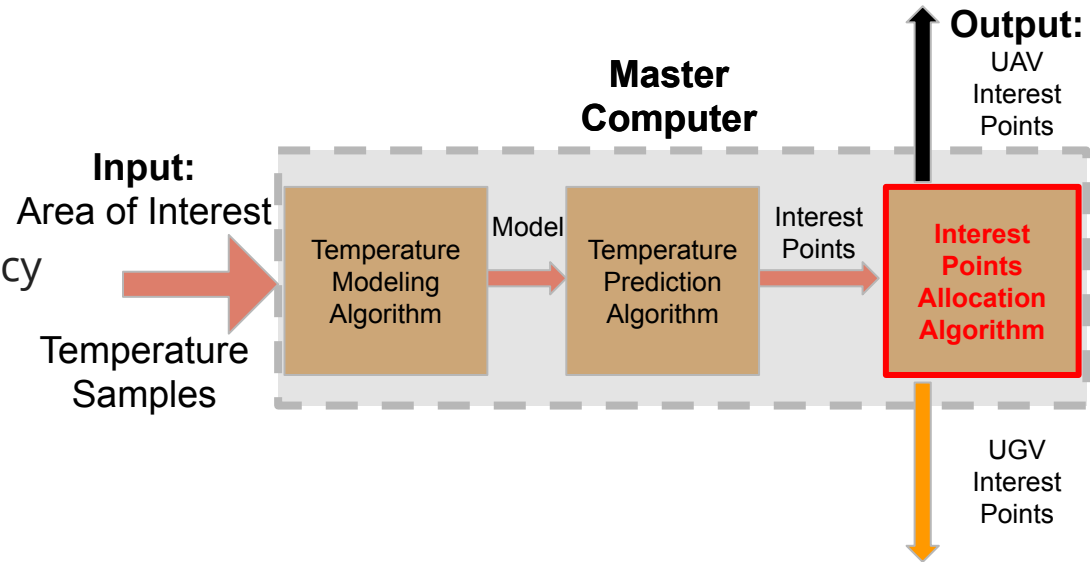 Output:
UAV
Interest
Points
Master
Computer
Input:
Area of Interest
cy
Temperature
Samples
Temperature
Modeling
Algorithm
Model
Temperature
Prediction
Algorithm
Interest
Points
Interest
Points
Allocation
Algorithm
UGV
Interest
Points